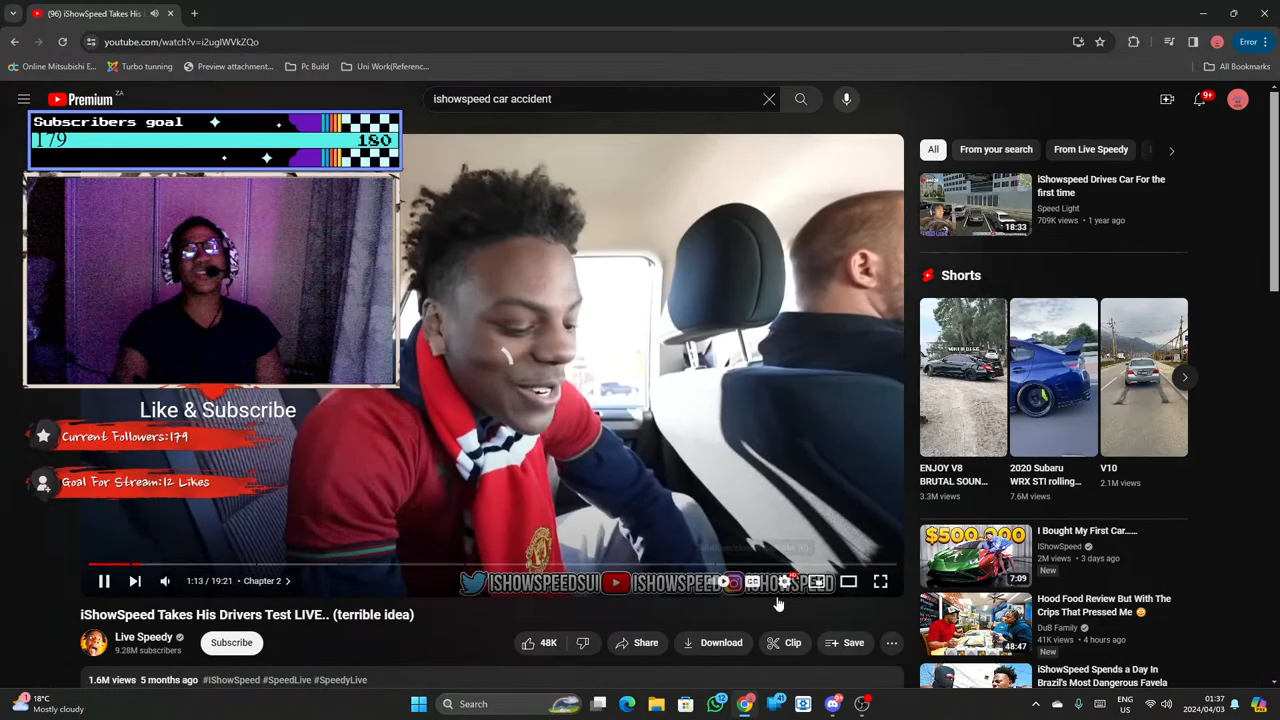 (96) iShowSpeed Takes His
youtube.com/watch?v=i2ugIWVkZQo
Error
Online Mitsubishi E...
Turbo tunning
Preview attachment...
Pc Build
Uni Work(Referenc...
All Bookmarks
Premium ZA
showspeed car accident
9+
Subscribers goal
179
180
Like & Subscribe
Current Followers:179
Goal For Stream:12 Likes
All
From your search
From Live Speedy
iShowspeed Drives Car For the
first time
Speed Light
709K views · 1 year ago
18:33
Shorts
ENJOY V8
BRUTAL SOUN...
3.3M views
2020 Subaru
WRX STI rolling...
7.6M views
V10
2.1M views
$500,000
7:09
I Bought My First Car......
IShowSpeed
2M views · 3 days ago
New
48:47
Hood Food Review But With The
Crips That Pressed Me
DuB Family
41K views · 4 hours ago
New
iShowSpeed Spends a Day In
Brazil's Most Dangerous Favela
1:13 / 19:21 · Chapter 2
ISHOWSPEEDSUI
ISHOWSPEED
ISHOWSPEED
CC
HD
iShowSpeed Takes His Drivers Test LIVE.. (terrible idea)
Live Speedy
9.28M subscribers
Subscribe
48K
Share
Download
Clip
Save
1.6M views 5 months ago #IShowSpeed #SpeedLive #SpeedyLive
18°C
Mostly cloudy
Search
12
41
9+
ENG
US
01:37
2024/04/03